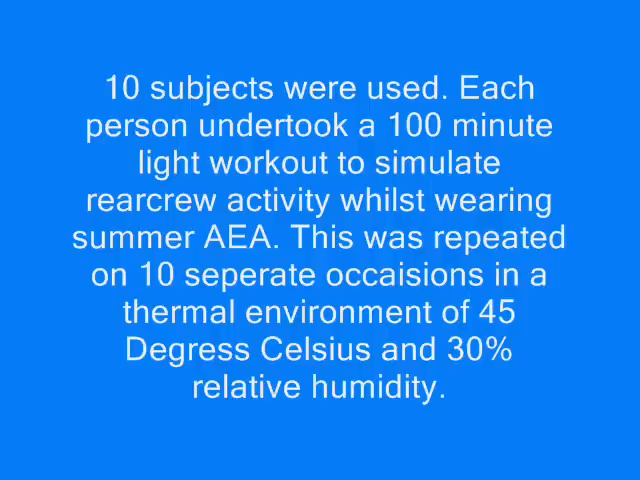 10 subjects were used. Each
person undertook a 100 minute
light workout to simulate
rearcrew activity whilst wearing
summer AEA. This was repeated
on 10 seperate occaisions in a
thermal environment of 45
Degress Celsius and 30%
relative humidity.